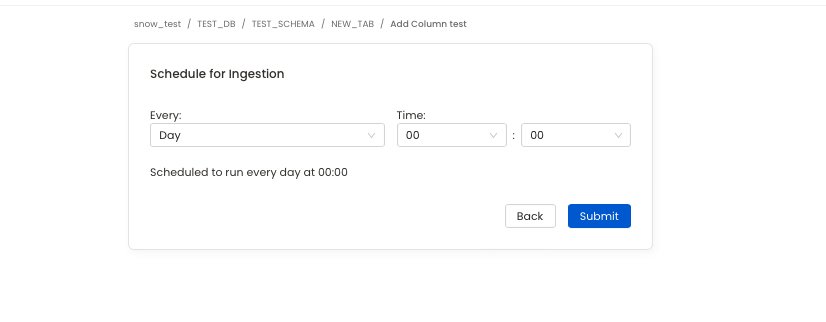 snow_test / TEST_DB / TEST_SCHEMA / NEW_TAB / Add Column test
Schedule for Ingestion
Every: Time:
Day 00 : 00
Scheduled to run every day at 00:00
Back Submit